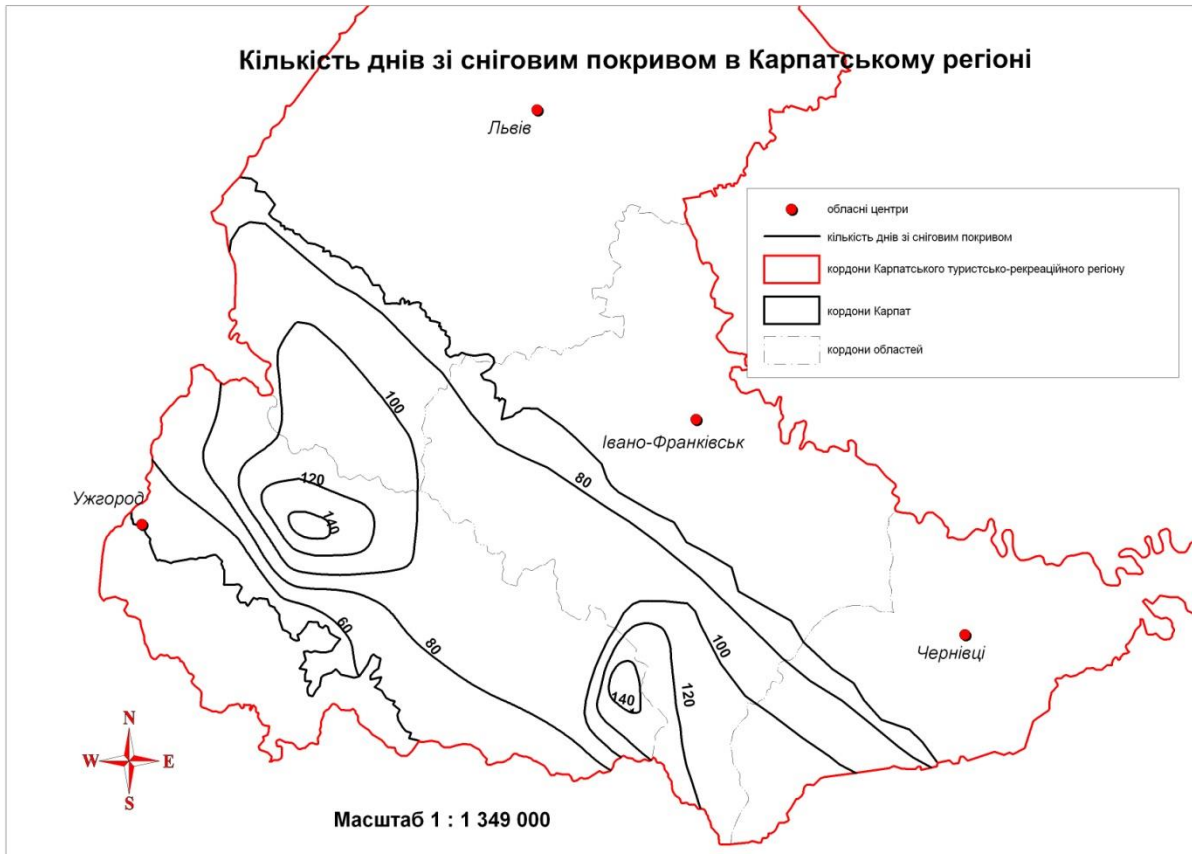 Кількість днів зі сніговим покривом в Карпатському регіоні
Львів
обласні центри
кількість днів зі сніговим покривом
кордони Карпатського туристсько-рекреаційного регіону
кордони Карпат
кордони областей
100
Івано-Франківськ
120
80
Ужгород
140
60
80
100
Чернівці
120
140
N
W
E
S
Масштаб 1 : 1 349 000